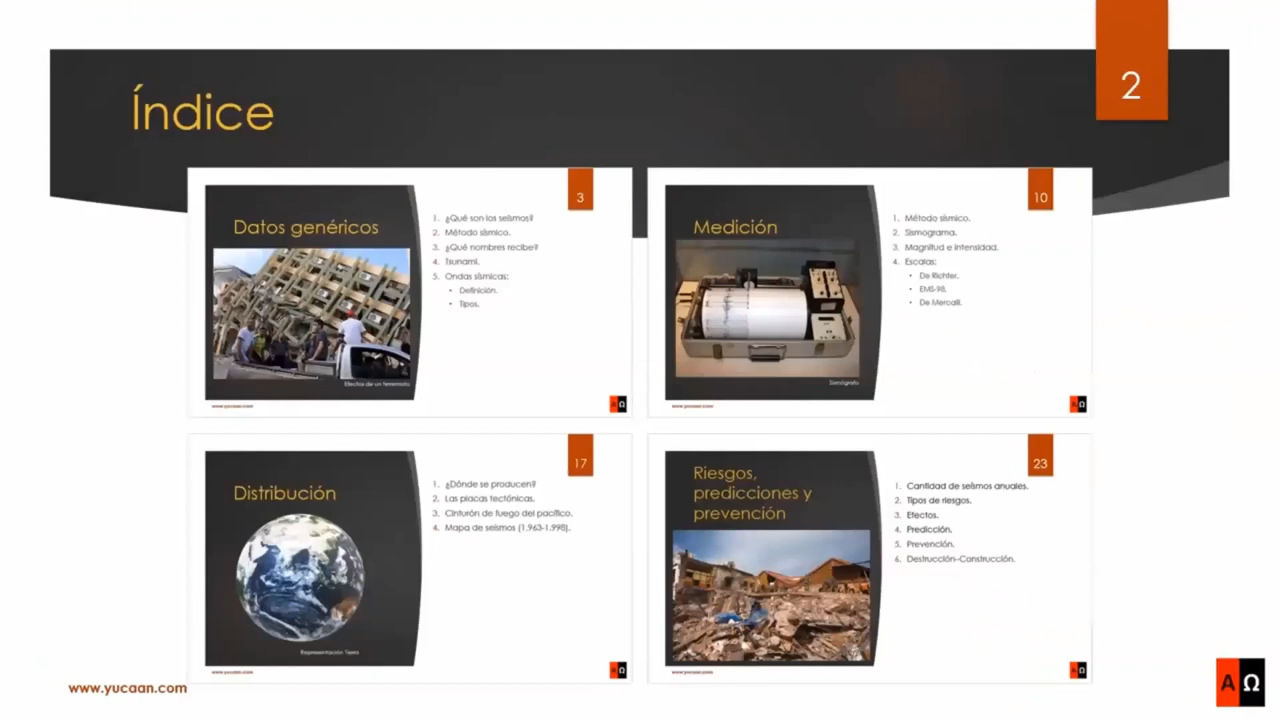 Índice
2
3
Datos genéricos
1. ¿Qué son los seísmos?
2. Método sísmico.
3. ¿Qué nombres recibe?
4. Tsunami.
5. Ondas sísmicas:
• Definición.
• Tipos.
Efectos de un terremoto
www.yucaan.com
AΩ
10
Medición
1. Método sísmico.
2. Sismograma.
3. Magnitud e intensidad.
4. Escalas:
• De Richter.
• EMS-98.
• De Mercalli.
Sismógrafo
www.yucaan.com
AΩ
17
Distribución
1. ¿Dónde se producen?
2. Las placas tectónicas.
3. Cinturón de fuego del pacífico.
4. Mapa de seísmos (1.963-1.998).
Representación Tierra
www.yucaan.com
AΩ
23
Riesgos,
predicciones y
prevención
1. Cantidad de seísmos anuales.
2. Tipos de riesgos.
3. Efectos.
4. Predicción.
5. Prevención.
6. Destrucción–Construcción.
www.yucaan.com
AΩ
www.yucaan.com
AΩ